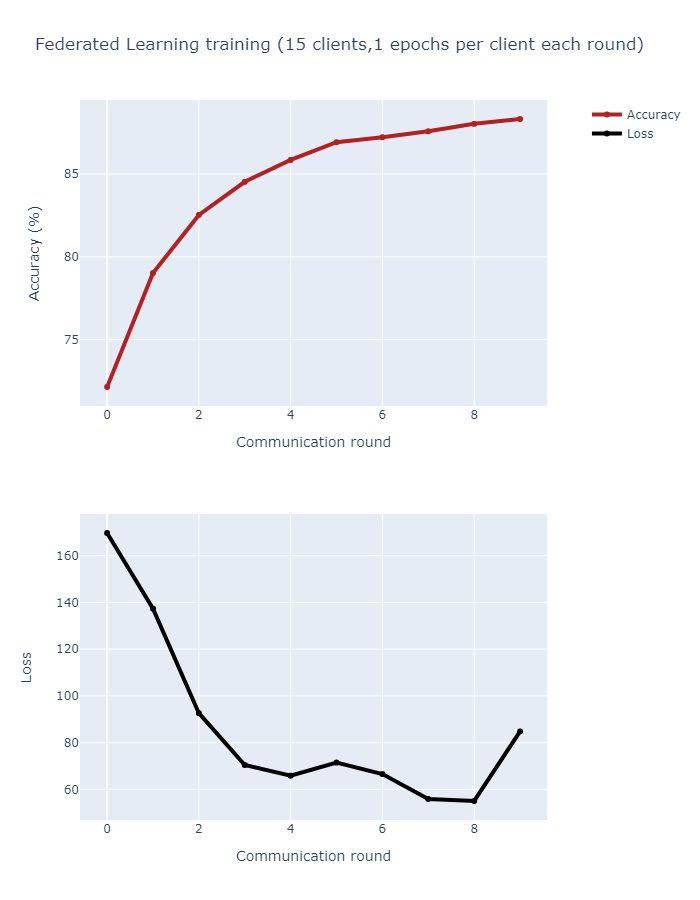 Federated Learning training (15 clients,1 epochs per client each round)
Accuracy
Loss
Accuracy (%)
85
80
75
0 2 4 6 8
Communication round
Loss
160
140
120
100
80
60
0 2 4 6 8
Communication round